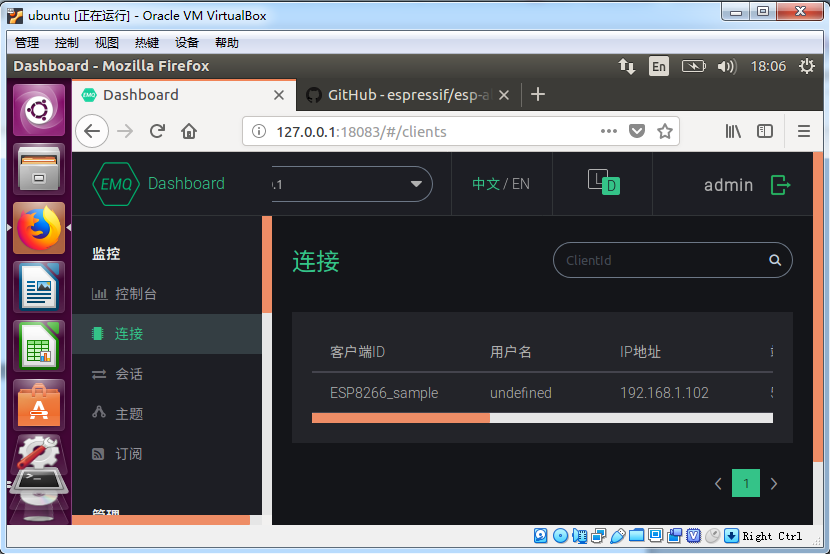 ubuntu [正在运行] - Oracle VM VirtualBox
管理 控制 视图 热键 设备 帮助
Dashboard - Mozilla Firefox En 18:06
Dashboard GitHub - espressif/esp-a
127.0.0.1:18083/#/clients
EMQ Dashboard .1 中文 / EN L D admin
监控
连接 ClientId
控制台
连接
客户端ID 用户名 IP地址
会话
ESP8266_sample undefined 192.168.1.102
主题
订阅
1
管理
Right Ctrl